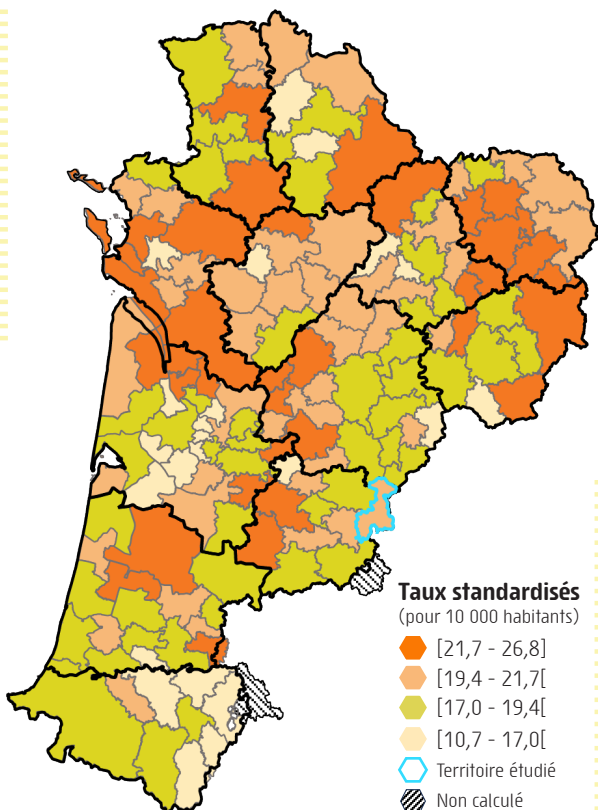 Taux standardisés
(pour 10 000 habitants)
[21,7 - 26,8]
[19,4 - 21,7[
[17,0 - 19,4[
[10,7 - 17,0[
Territoire étudié
Non calculé